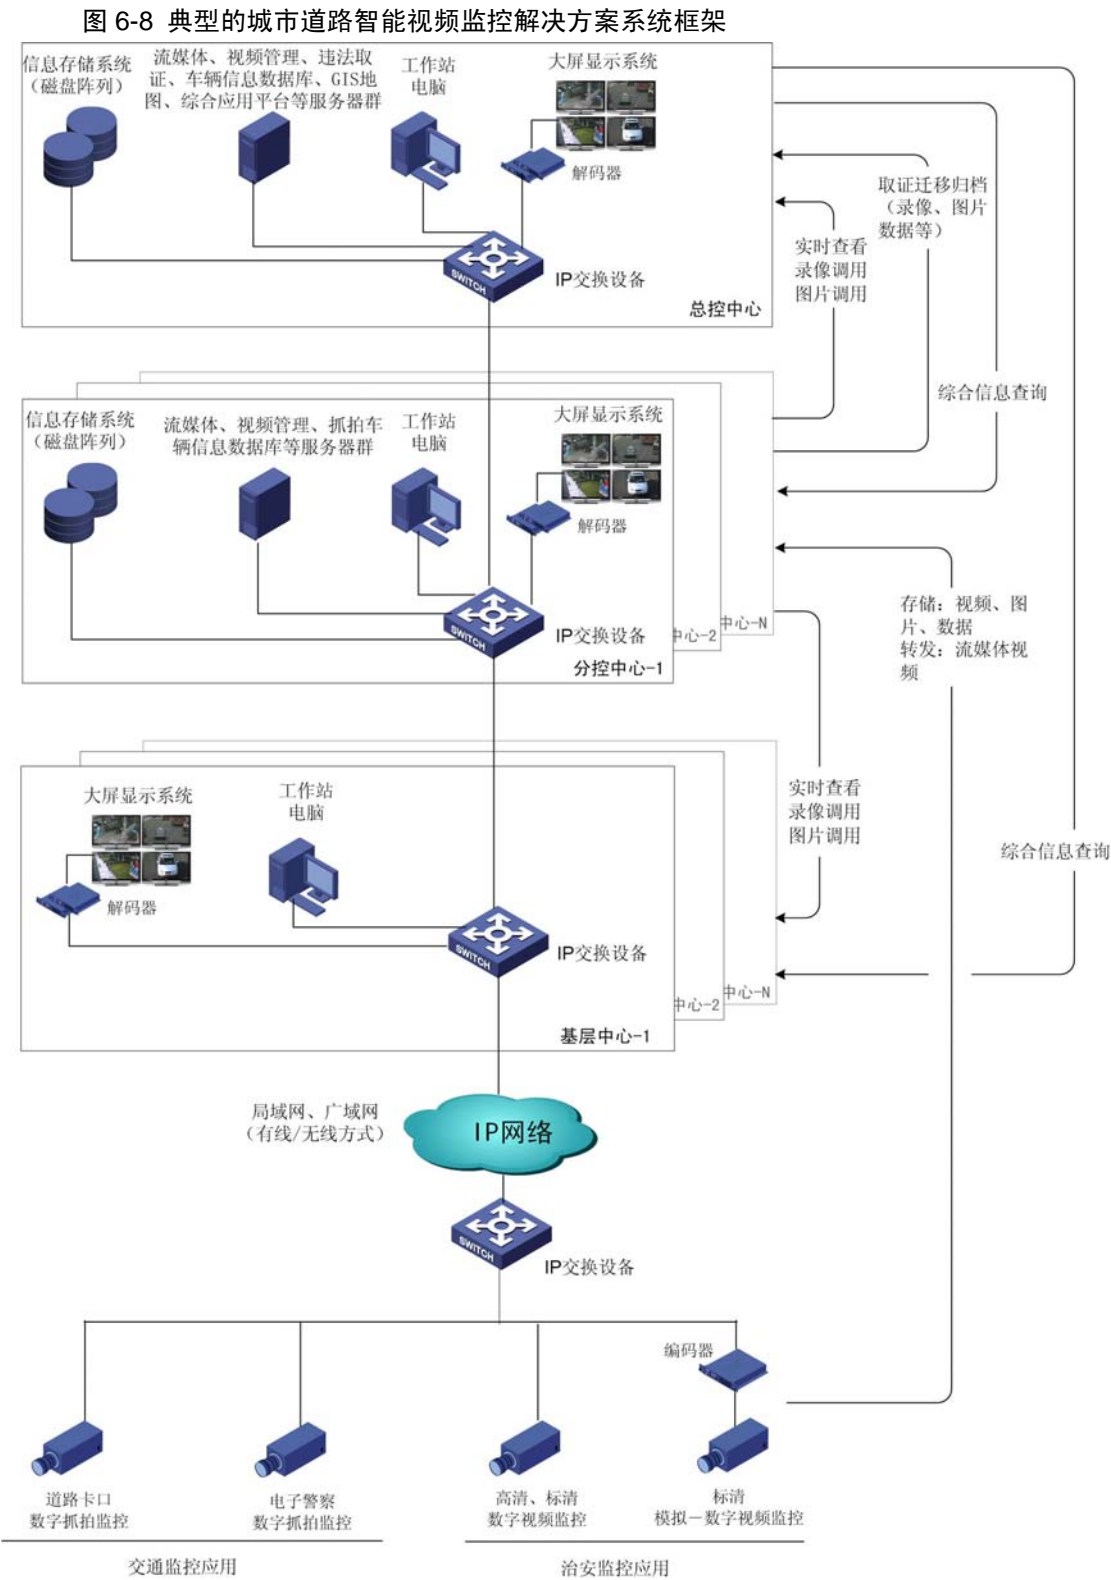 图 6-8 典型的城市道路智能视频监控解决方案系统框架
信息存储系统
（磁盘阵列）
流媒体、视频管理、违法取
证、车辆信息数据库、GIS地
图、综合应用平台等服务器群
工作站
电脑
大屏显示系统
解码器
SWITCH
IP交换设备
总控中心
取证迁移归档
（录像、图片
数据等）
实时查看
录像调用
图片调用
综合信息查询
信息存储系统
（磁盘阵列）
流媒体、视频管理、抓拍车
辆信息数据库等服务器群
工作站
电脑
大屏显示系统
解码器
SWITCH
IP交换设备
分控中心-1
中心-2
中心-N
存储：视频、图
片、数据
转发：流媒体视
频
大屏显示系统
解码器
工作站
电脑
SWITCH
IP交换设备
基层中心-1
中心-2
中心-N
实时查看
录像调用
图片调用
综合信息查询
局域网、广域网
（有线/无线方式）
IP网络
SWITCH
IP交换设备
编码器
道路卡口
数字抓拍监控
电子警察
数字抓拍监控
高清、标清
数字视频监控
标清
模拟－数字视频监控
交通监控应用
治安监控应用